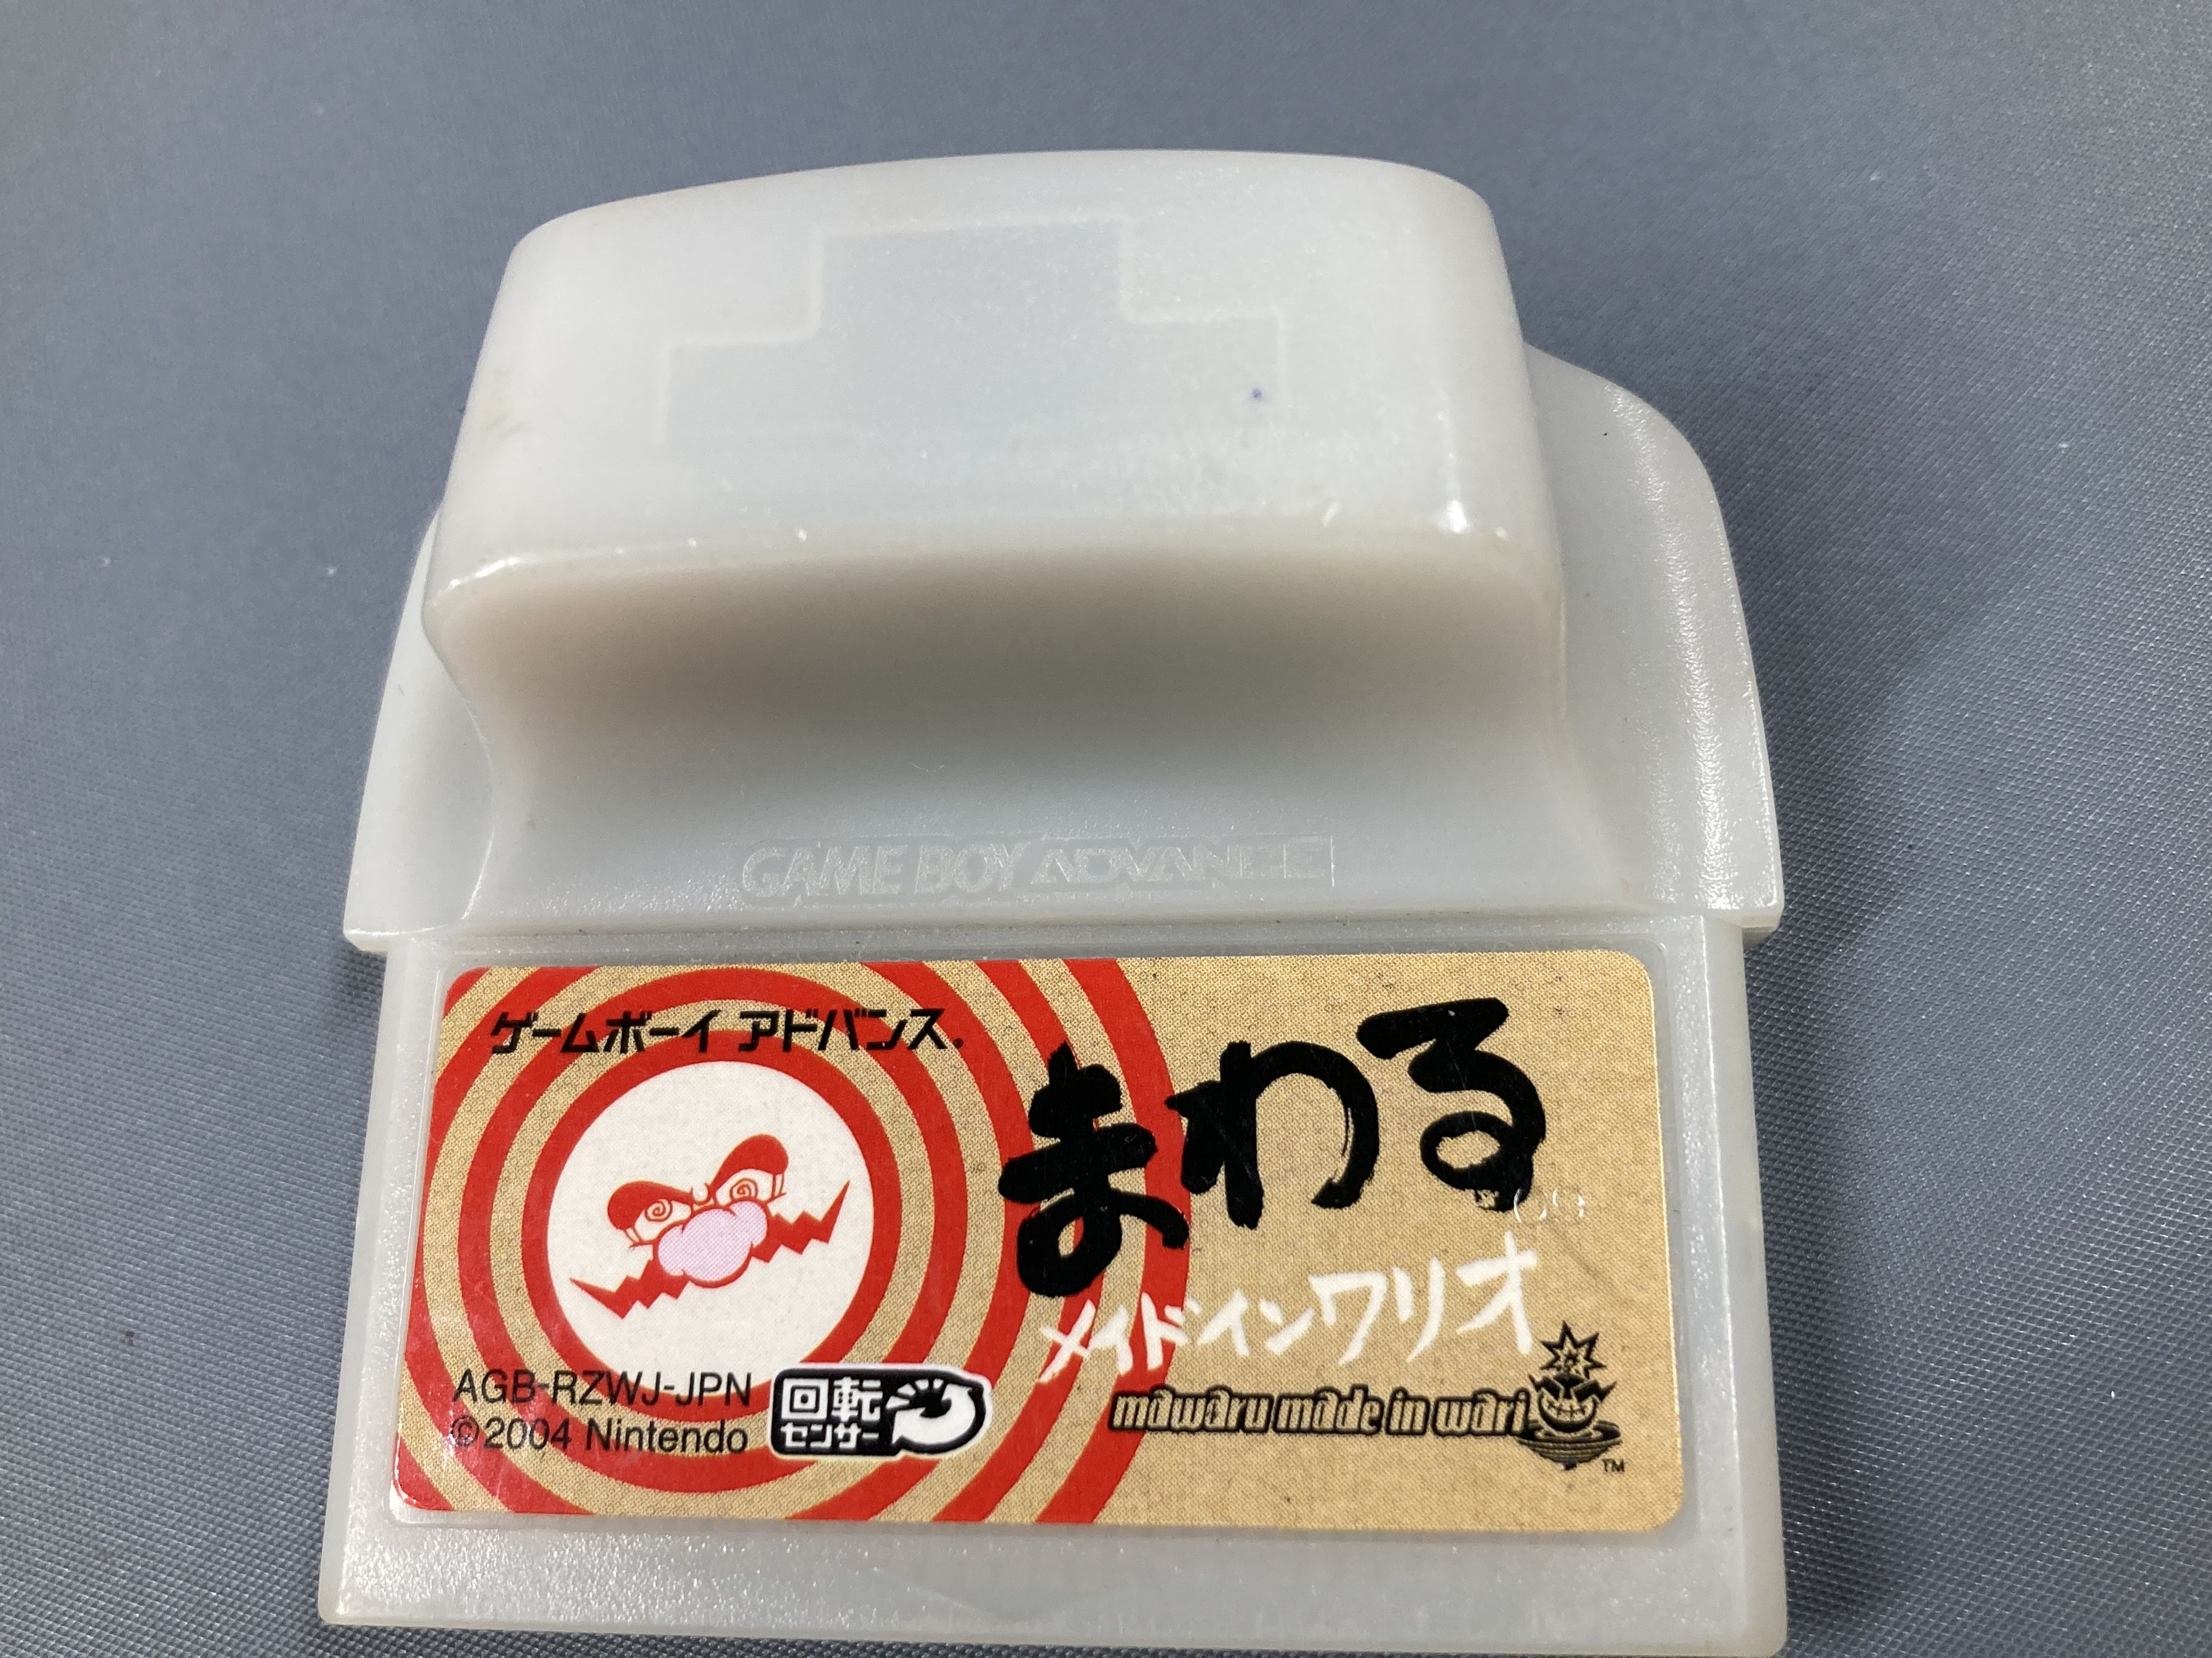 GAME BOY ADVANCE
ゲームボーイ アドバンス.
まわる
メイドインワリオ
mawaru made in wario
AGB-RZWJ-JPN
©2004 Nintendo
回転
センサー
TM